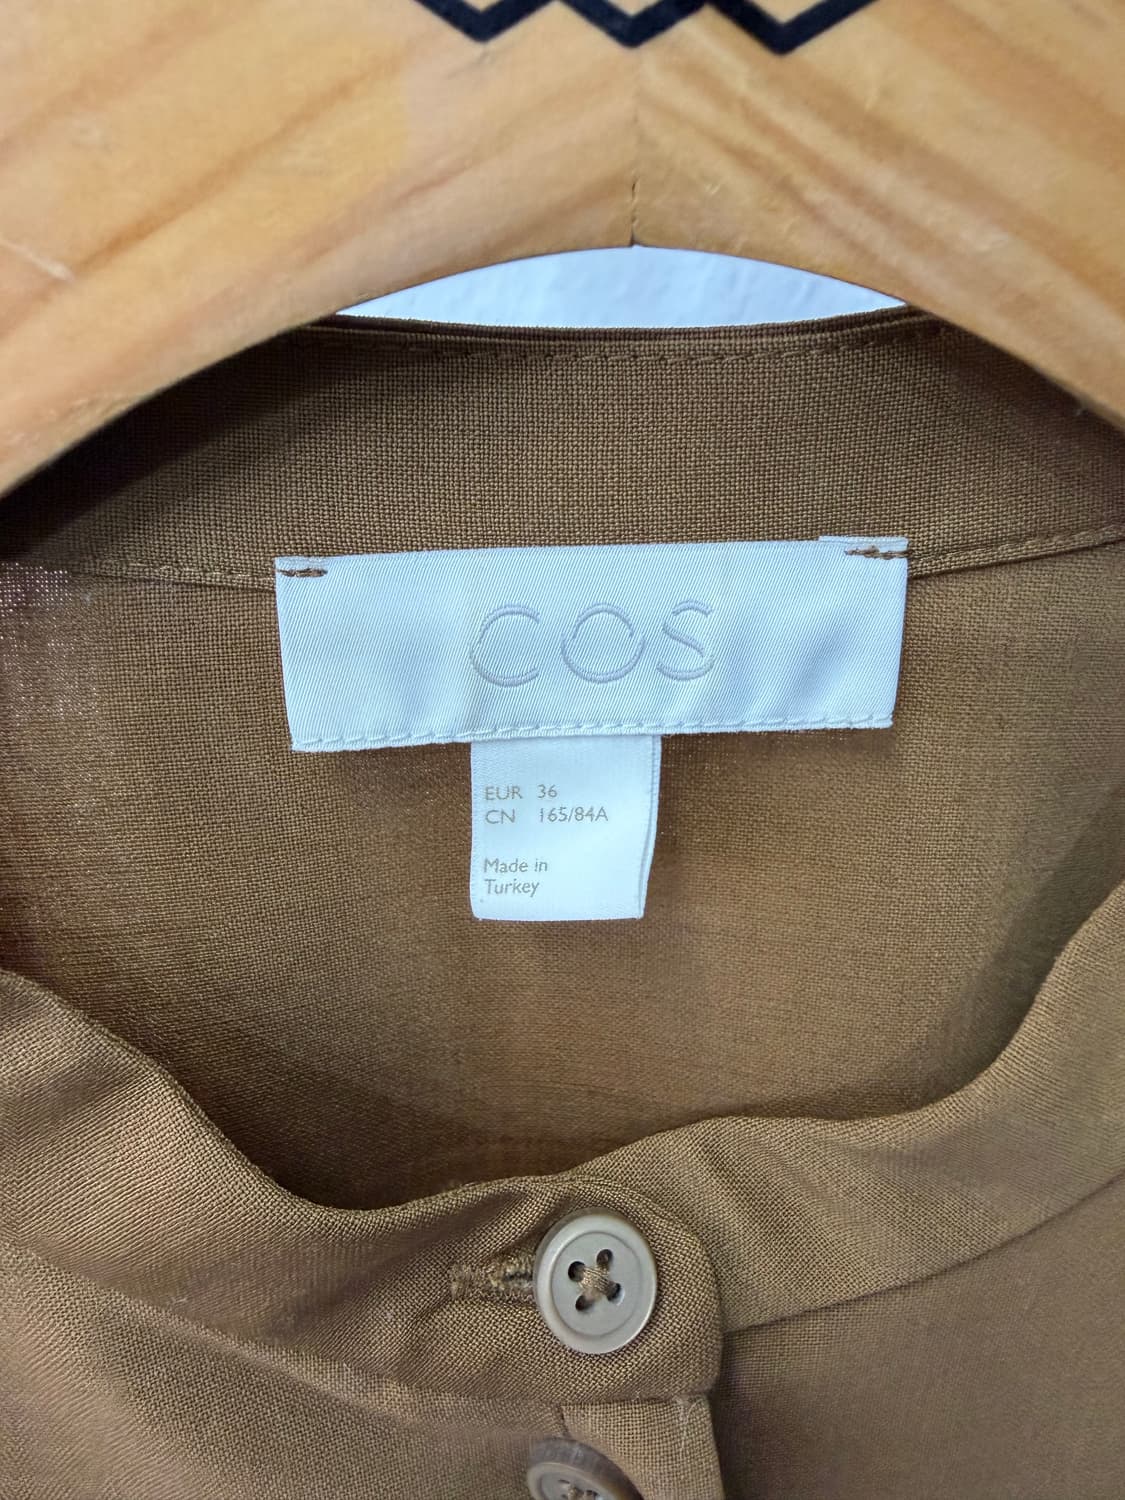 COS
EUR 36
CN 165/84A
Made in
Turkey